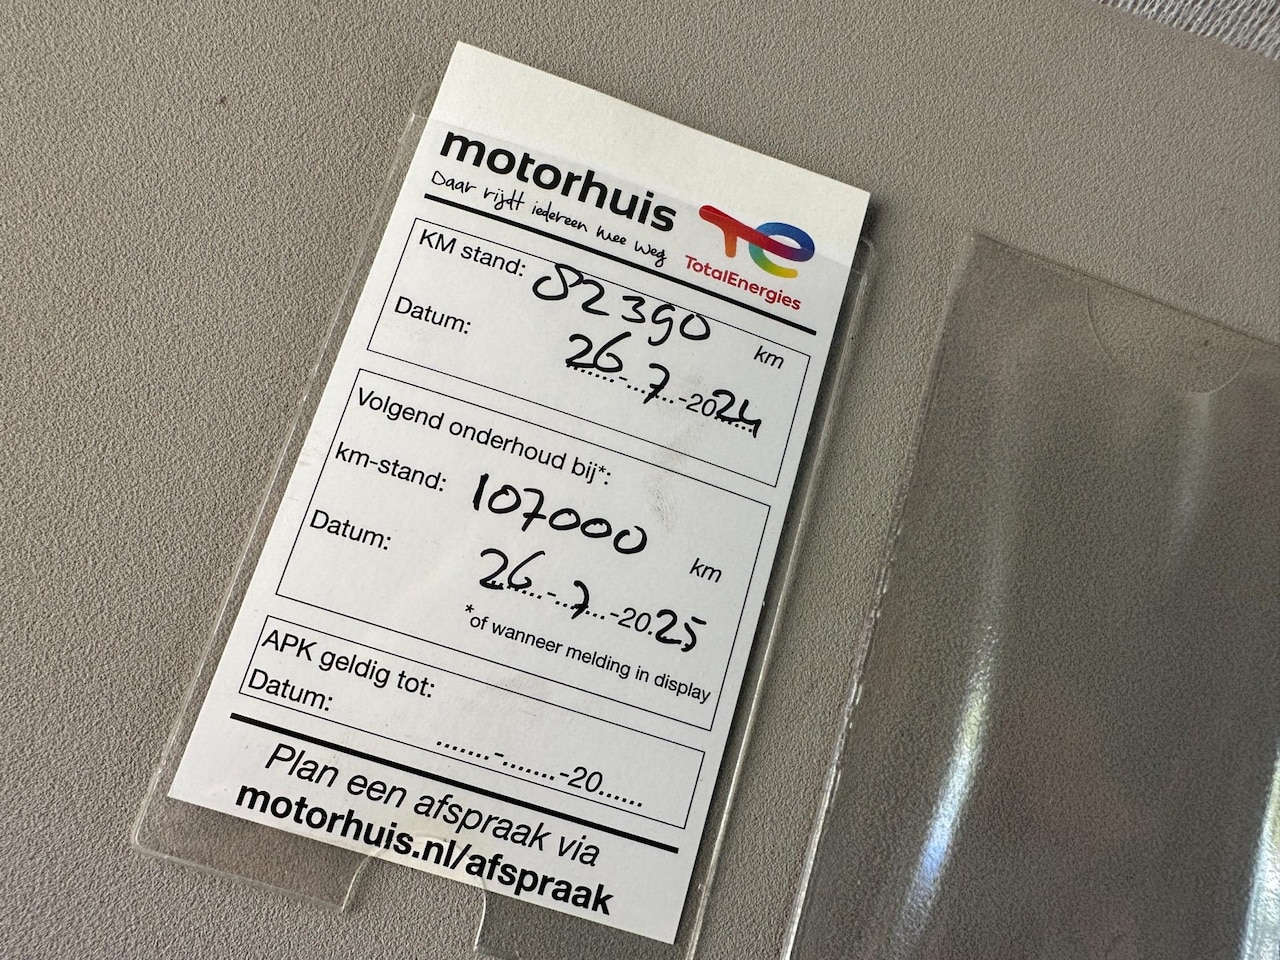 motorhuis
Daar rijdt iedereen mee weg
TotalEnergies
KM stand: 82390 km
Datum: 26-7-2024
Volgend onderhoud bij*:
km-stand: 107000 km
Datum: 26-7-2025
*of wanneer melding in display
APK geldig tot:
Datum: .......-.......-20......
Plan een afspraak via
motorhuis.nl/afspraak